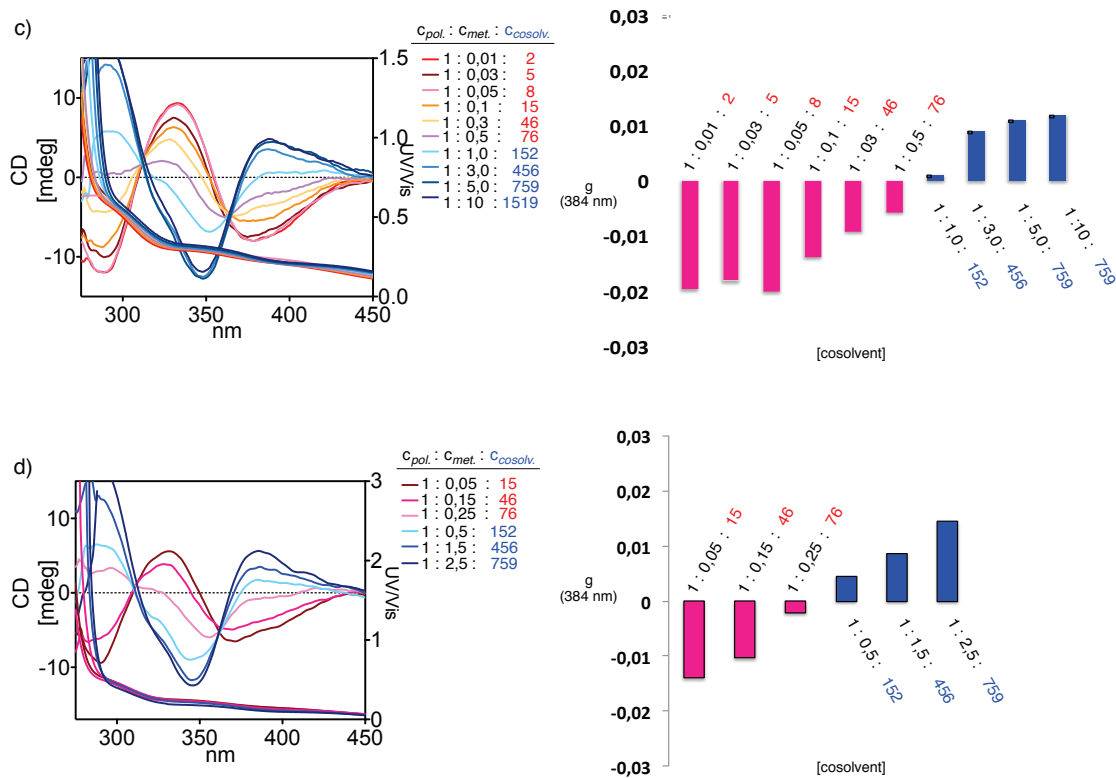 c)
c pol. : c met. : c cosolv.
1 : 0,01 : 2
1 : 0,03 : 5
1 : 0,05 : 8
1 : 0,1 : 15
1 : 0,3 : 46
1 : 0,5 : 76
1 : 1,0 : 152
1 : 3,0 : 456
1 : 5,0 : 759
1 : 10 : 1519
CD
[mdeg]
10
0
-10
1.5
1.0
0.5
0.0
UV/Vis
300 350 400 450
nm
0,03
0,02
0,01
0
-0,01
-0,02
-0,03
g
(384 nm)
1 : 0,01 : 2
1 : 0,03 : 5
1 : 0,05 : 8
1 : 0,1 : 15
1 : 03 : 46
1 : 0,5 : 76
1 : 1,0 : 152
1 : 3,0 : 456
1 : 5,0 : 759
1 :10 : 759
[cosolvent]
d)
c pol. : c met. : c cosolv.
1 : 0,05 : 15
1 : 0,15 : 46
1 : 0,25 : 76
1 : 0,5 : 152
1 : 1,5 : 456
1 : 2,5 : 759
CD
[mdeg]
10
0
-10
3
2
1
0
UV/Vis
300 350 400 450
nm
0,03
0,02
0,01
0
-0,01
-0,02
-0,03
g
(384 nm)
1 : 0,05 : 15
1 : 0,15 : 46
1 : 0,25 : 76
1 : 0,5 : 152
1 : 1,5 : 456
1 : 2,5 : 759
[cosolvent]